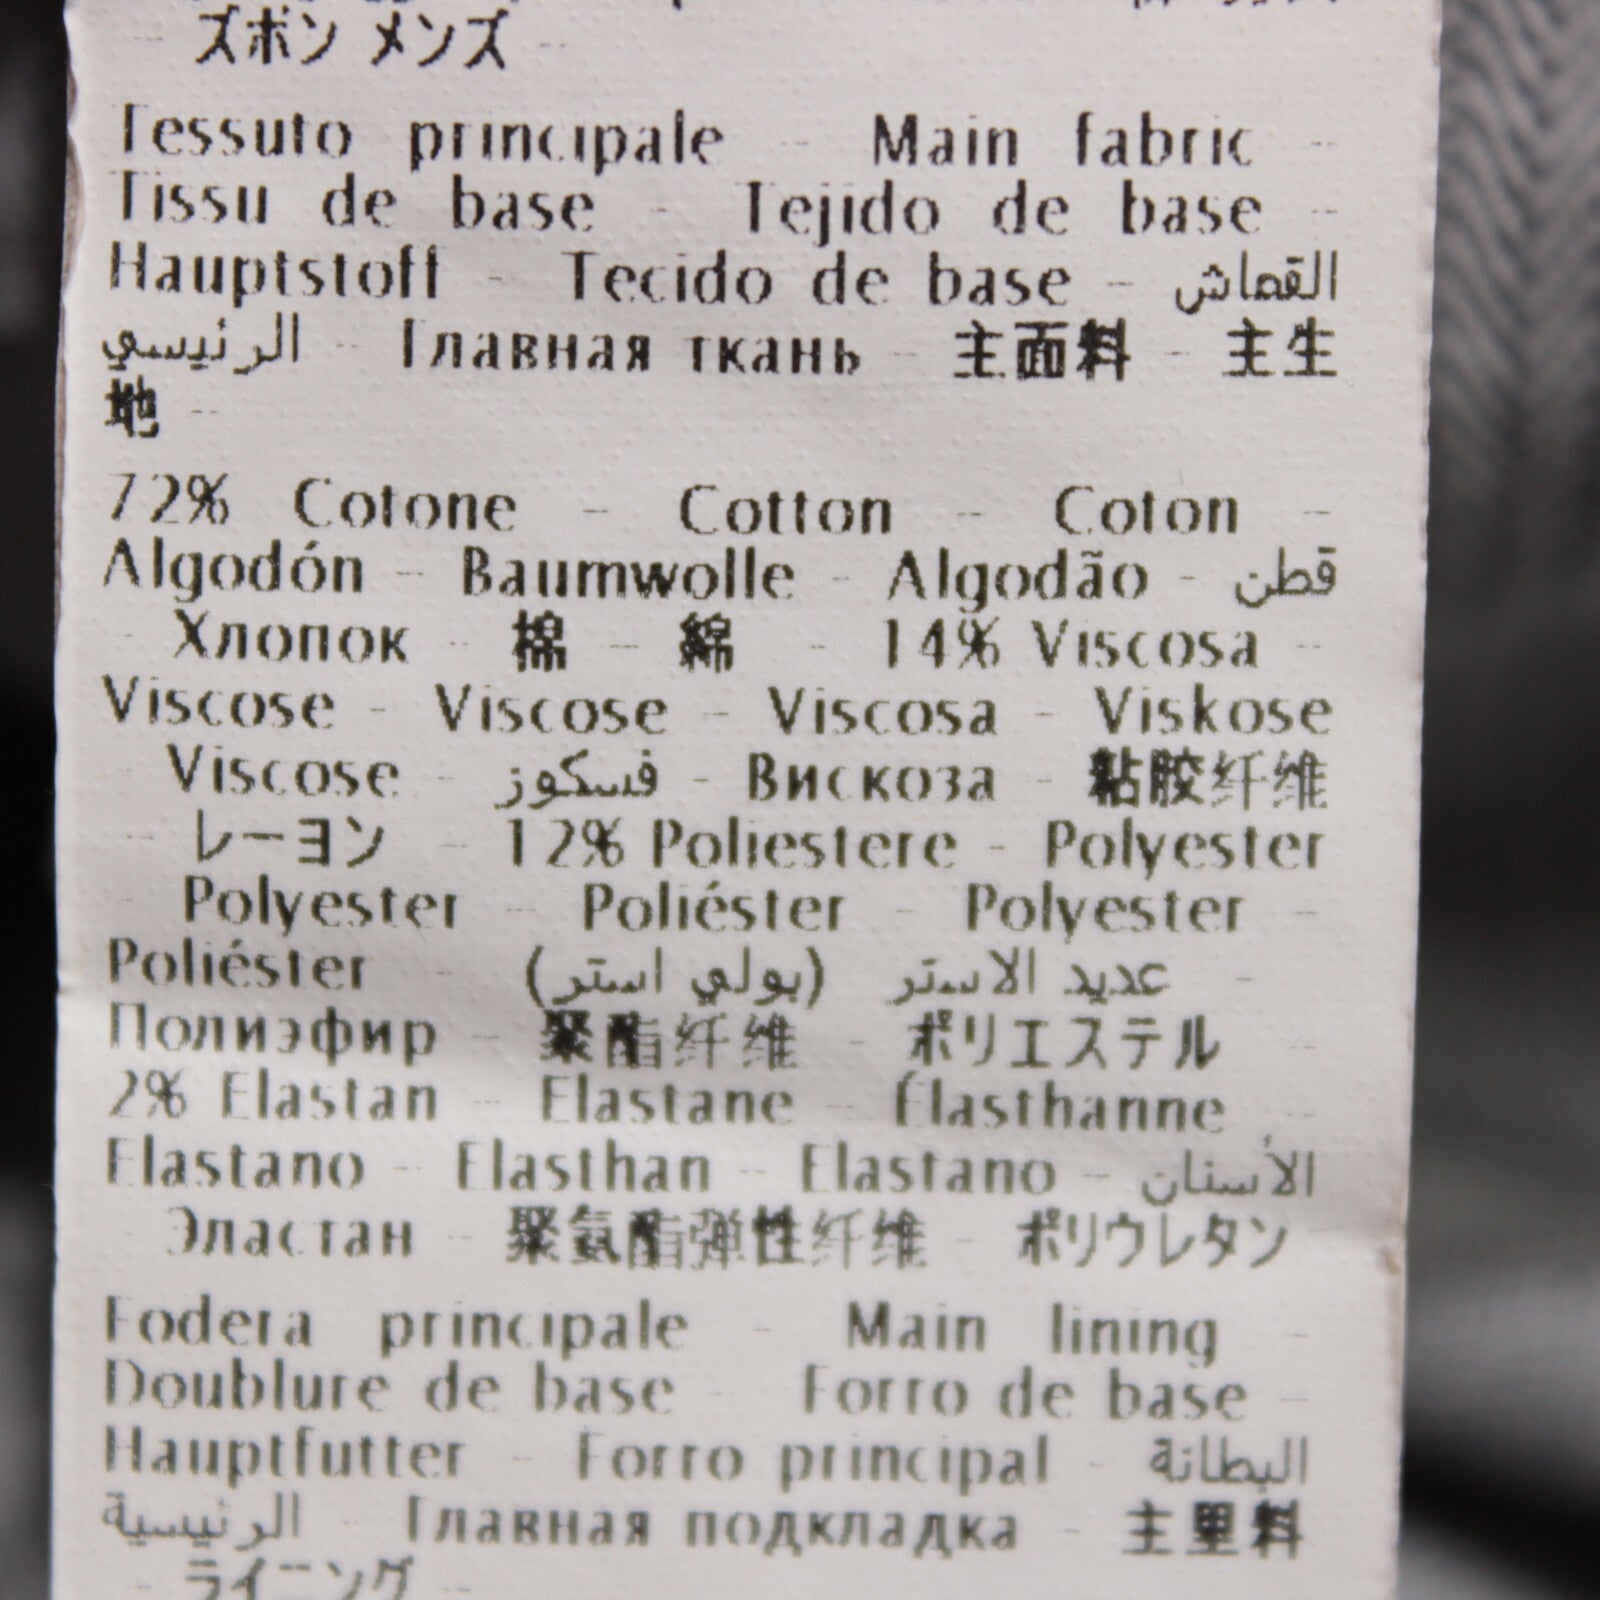 ズボン メンズ --
Tessuto principale - Main fabric --
Tissu de base - Tejido de base --
Hauptstoff - Tecido de base - القماش
الرئيسي - Главная ткань - 主面料 - 主生
地 --
72% Cotone - Cotton - Coton -
Algodón - Baumwolle - Algodão - قطن
- Хлопок - 棉 - 綿 - 14% Viscosa -
Viscose - Viscose - Viscosa - Viskose
- Viscose - فسكوز - Вискоза - 粘胶纤维
- レーヨン - 12% Poliestere - Polyester
- Polyester - Poliéster - Polyester -
Poliéster - عديد الاستر (بولي استر)
Полиэфир - 聚酯纤维 - ポリエステル -
2% Elastan - Elastane - Élasthanne -
Elastano - Elasthan - Elastano - الأستان
- Эластан - 聚氨酯弹性纤维 - ポリウレタン
Fodera principale - Main lining -
Doublure de base - Forro de base -
Hauptfutter - Forro principal - البطانة
الرئيسية - Главная подкладка - 主里料
- ライニング --